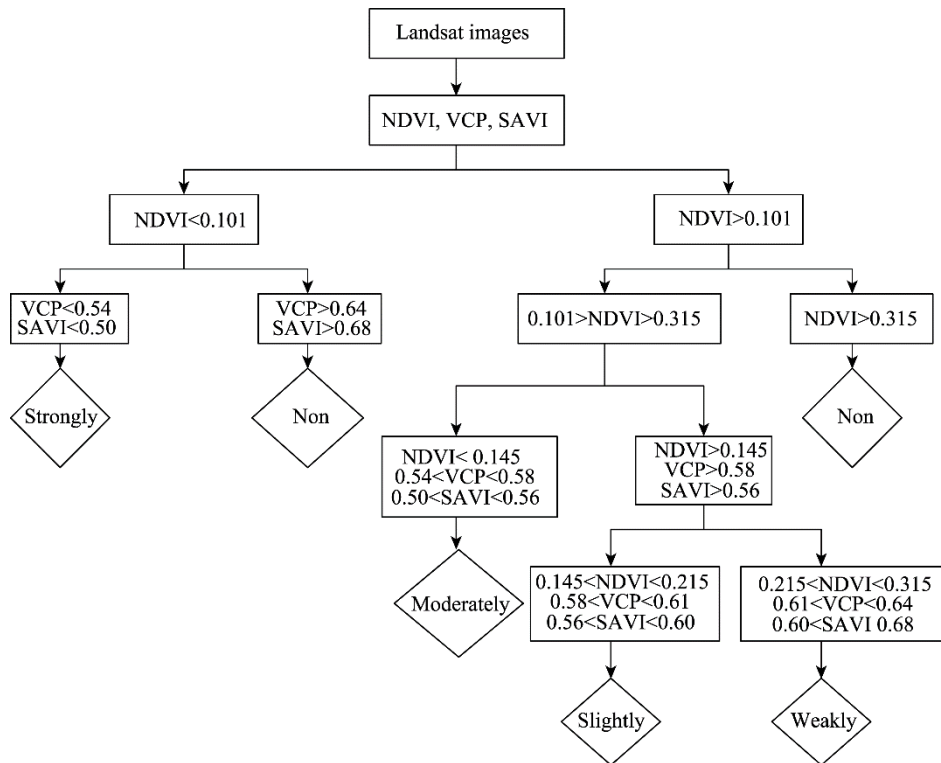 Landsat images
NDVI, VCP, SAVI
NDVI<0.101
NDVI>0.101
VCP<0.54
SAVI<0.50
VCP>0.64
SAVI>0.68
0.101>NDVI>0.315
NDVI>0.315
Strongly
Non
Non
NDVI< 0.145
0.54<VCP<0.58
0.50<SAVI<0.56
NDVI>0.145
VCP>0.58
SAVI>0.56
Moderately
0.145<NDVI<0.215
0.58<VCP<0.61
0.56<SAVI<0.60
0.215<NDVI<0.315
0.61<VCP<0.64
0.60<SAVI 0.68
Slightly
Weakly